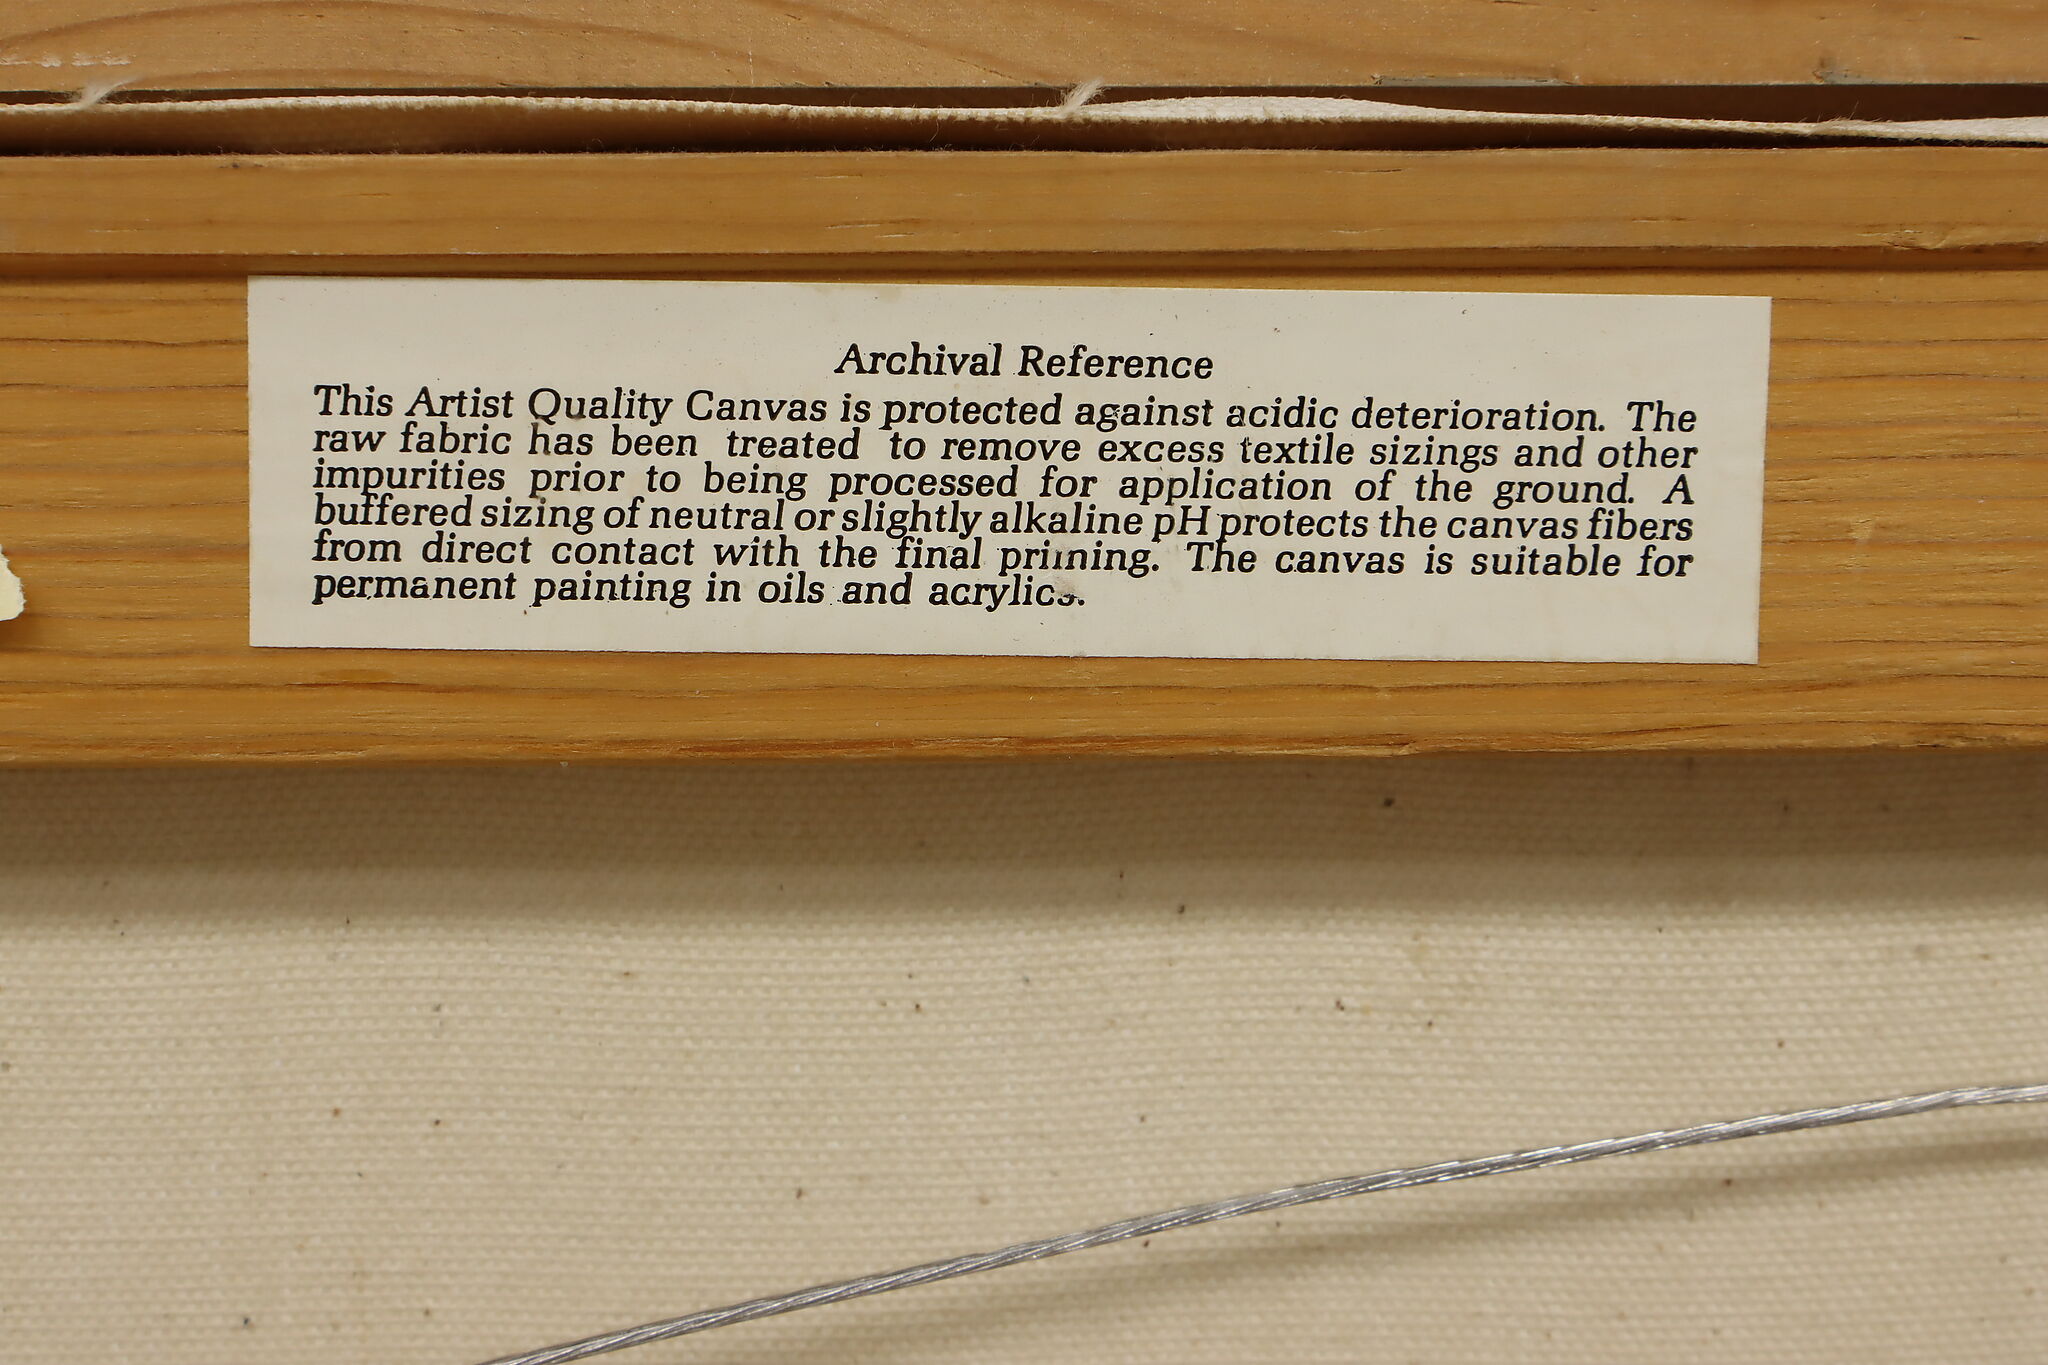 Archival Reference
This Artist Quality Canvas is protected against acidic deterioration. The
raw fabric has been treated to remove excess textile sizings and other
impurities prior to being processed for application of the ground. A
buffered sizing of neutral or slightly alkaline pH protects the canvas fibers
from direct contact with the final priming. The canvas is suitable for
permanent painting in oils and acrylics.